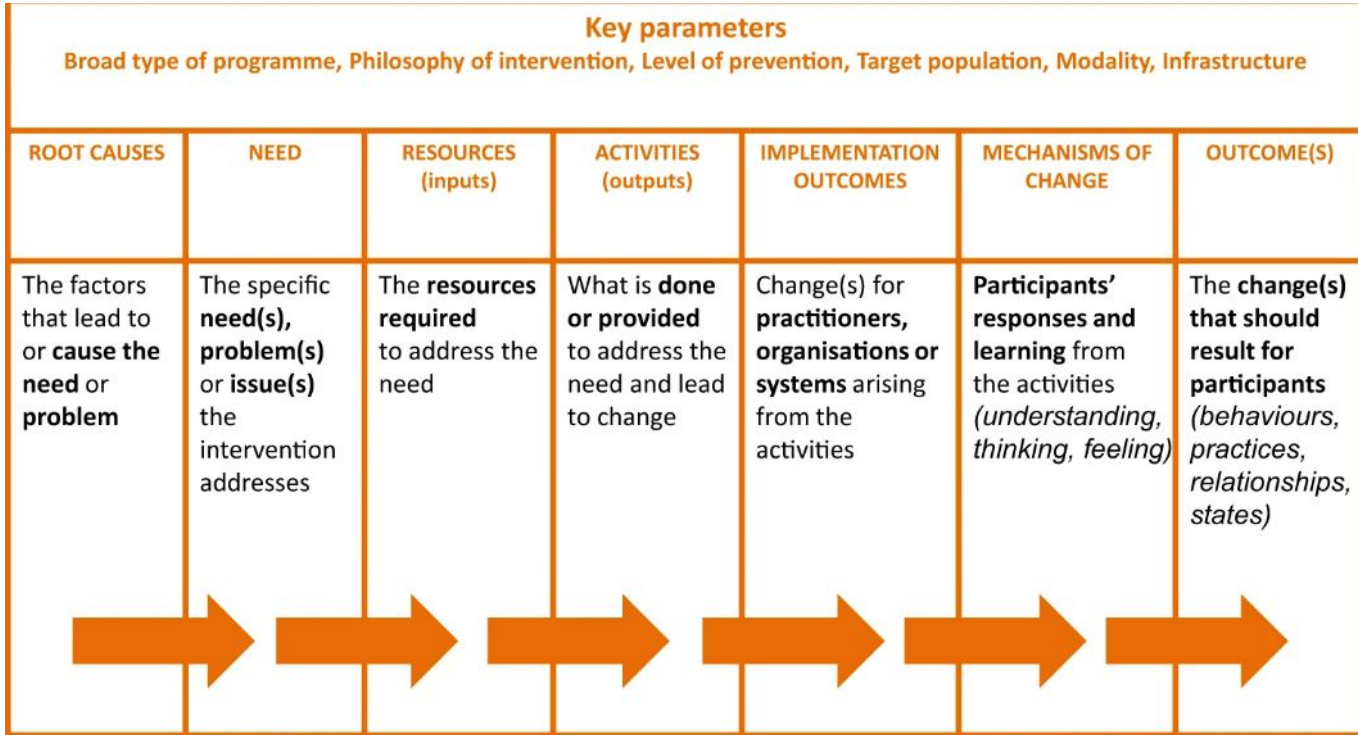 Key parameters
Broad type of programme, Philosophy of intervention, Level of prevention, Target population, Modality, Infrastructure
ROOT CAUSES
NEED
RESOURCES
(inputs)
ACTIVITIES
(outputs)
IMPLEMENTATION
OUTCOMES
MECHANISMS OF
CHANGE
OUTCOME(S)
The factors
that lead to
or cause the
need or
problem
The specific
need(s),
problem(s)
or issue(s)
the
intervention
addresses
The resources
required
to address the
need
What is done
or provided
to address the
need and lead
to change
Change(s) for
practitioners,
organisations or
systems arising
from the
activities
Participants’
responses and
learning from
the activities
(understanding,
thinking, feeling)
The change(s)
that should
result for
participants
(behaviours,
practices,
relationships,
states)